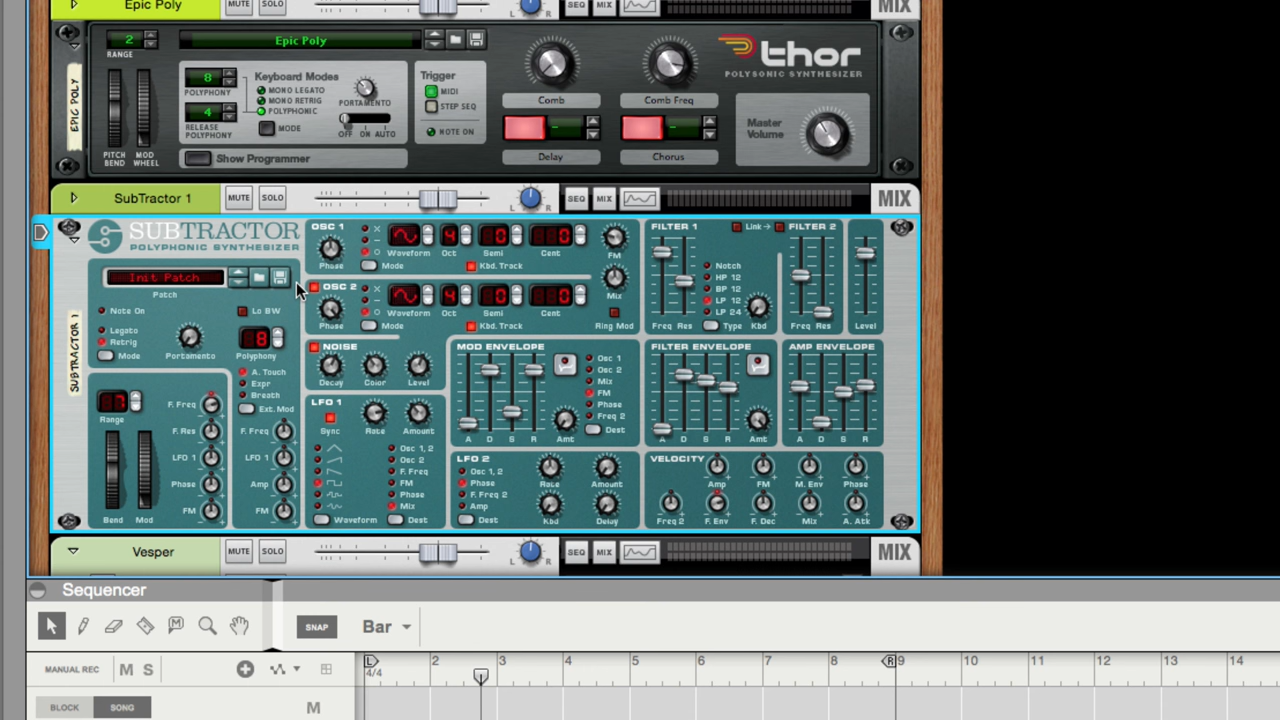 Epic Poly
MUTE
SOLO
L
R
SEQ
MIX
MIX
2
RANGE
Epic Poly
thor
POLYSONIC SYNTHESIZER
EPIC POLY
8
POLYPHONY
4
RELEASE
POLYPHONY
Keyboard Modes
MONO LEGATO
MONO RETRIG
POLYPHONIC
MODE
PORTAMENTO
OFF ON AUTO
Trigger
MIDI
STEP SEQ
NOTE ON
Comb
Comb Freq
Delay
Chorus
Master
Volume
PITCH
BEND
MOD
WHEEL
Show Programmer
SubTractor 1
MUTE
SOLO
L
R
SEQ
MIX
MIX
SUBTRACTOR
POLYPHONIC SYNTHESIZER
Init Patch
Patch
SUBTRACTOR 1
Note On
Legato
Retrig
Mode
Portamento
Lo BW
8
Polyphony
A. Touch
Expr
Breath
Ext. Mod
Range
Bend
Mod
F. Freq
F. Res
LFO 1
Phase
FM
F. Freq
LFO 1
Amp
FM
OSC 1
Phase
X
-
O
Mode
Waveform
4
Oct
0
Semi
0
Cent
Kbd. Track
FM
OSC 2
Phase
X
-
O
Mode
Waveform
4
Oct
0
Semi
0
Cent
Kbd. Track
Mix
Ring Mod
NOISE
Decay
Color
Level
LFO 1
Sync
Rate
Amount
Osc 1, 2
Osc 2
F. Freq
FM
Phase
Mix
Waveform
Dest
MOD ENVELOPE
A
D
S
R
Amt
Osc 1
Osc 2
Mix
FM
Phase
Freq 2
Dest
LFO 2
Osc 1, 2
Phase
F. Freq 2
Amp
Dest
Rate
Amount
Kbd
Delay
FILTER 1
Link
FILTER 2
Notch
HP 12
BP 12
LP 12
LP 24
Freq
Res
Type
Kbd
Freq
Res
Level
FILTER ENVELOPE
A
D
S
R
Amt
AMP ENVELOPE
A
D
S
R
VELOCITY
Amp
FM
M. Env
Phase
Freq 2
F. Env
F. Dec
Mix
A. Atk
Vesper
MUTE
SOLO
L
R
SEQ
MIX
MIX
Sequencer
SNAP
Bar
MANUAL REC
M
S
L
4/4
2
3
4
5
6
7
8
R
9
10
11
12
13
14
BLOCK
SONG
M